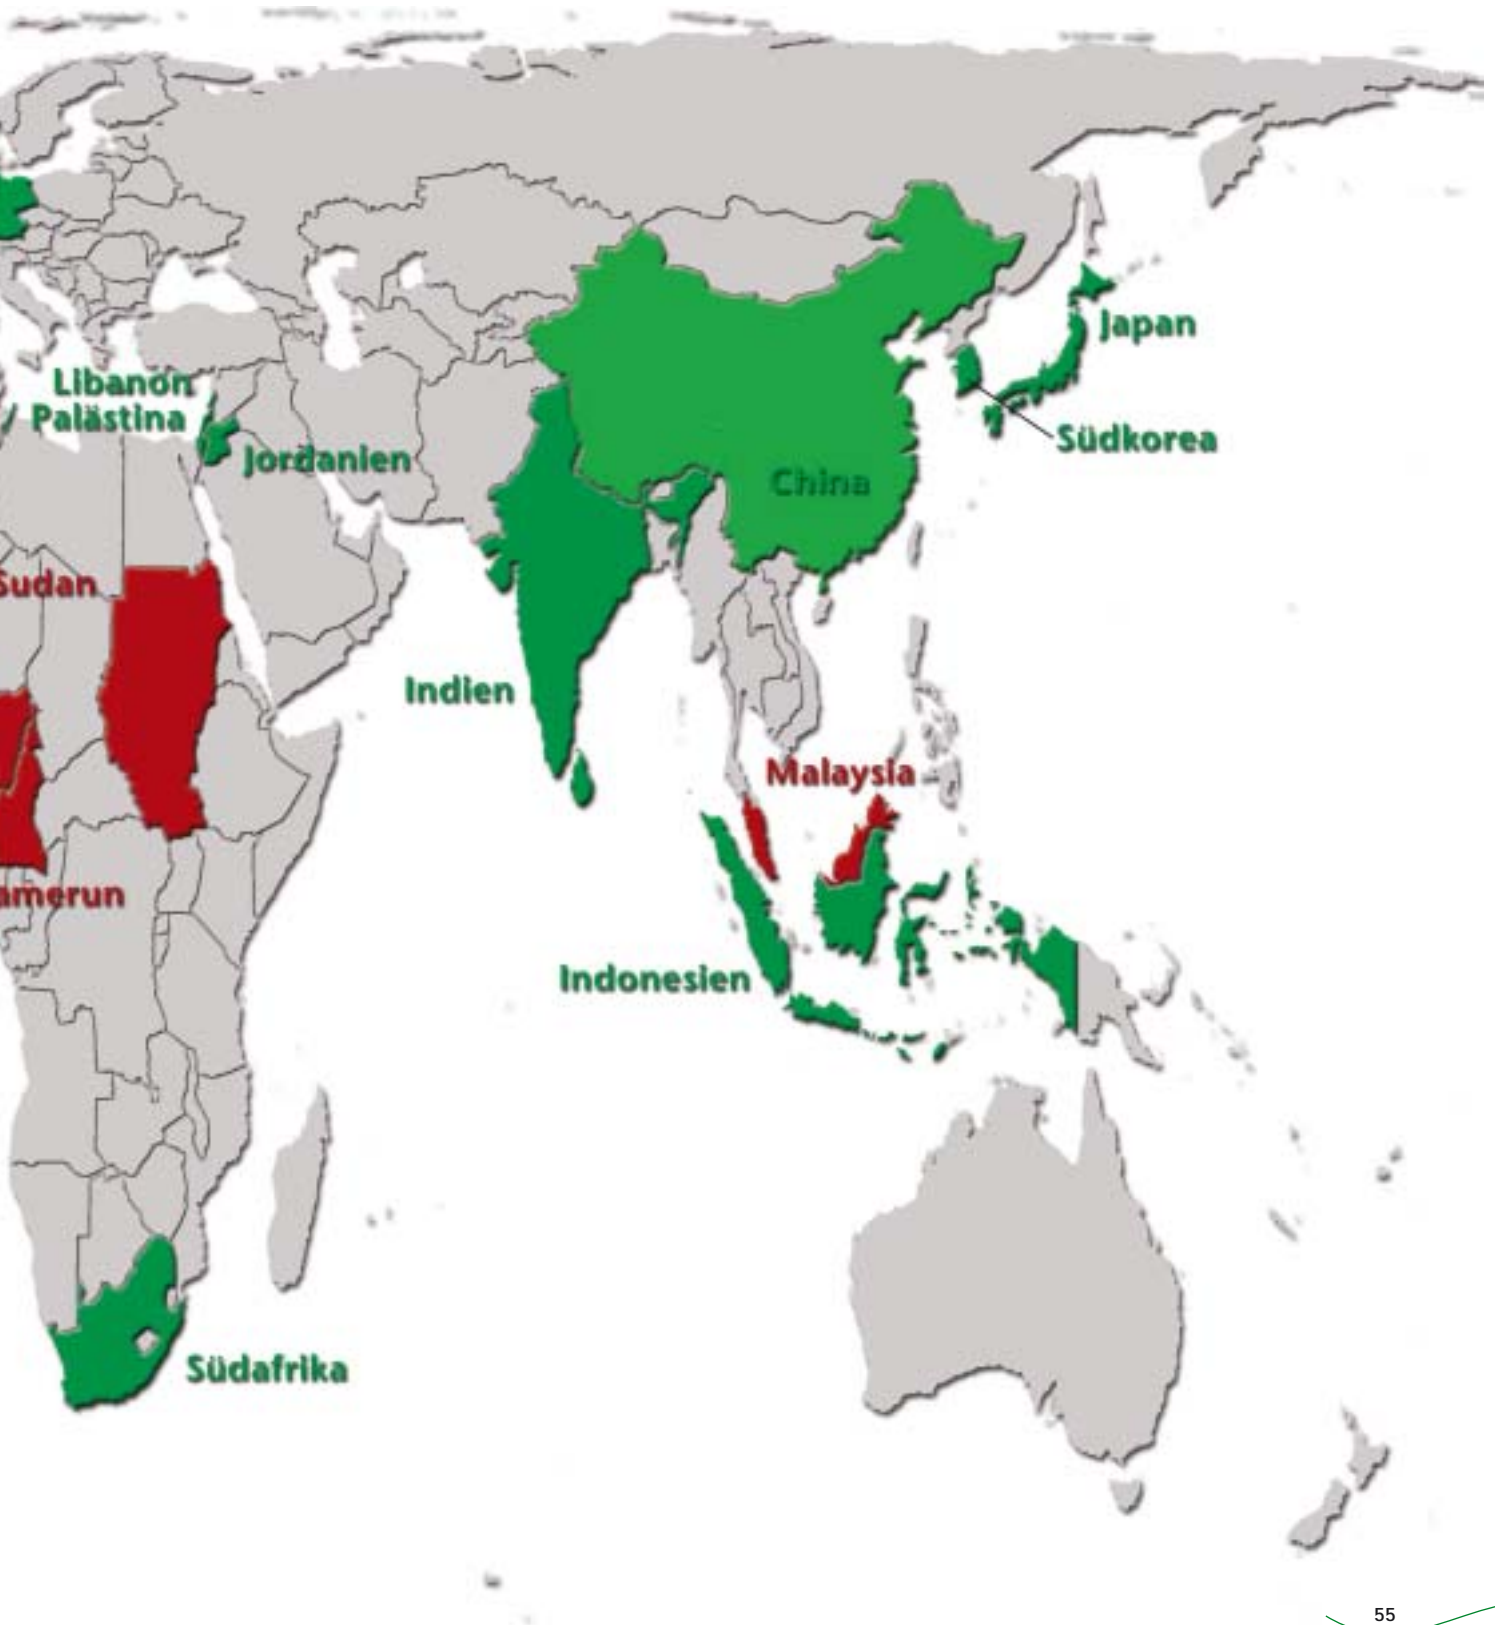 Japan
Libanon
Palästina
Südkorea
Jordanien
China
Sudan
Indien
Malaysia
amerun
Indonesien
Südafrika
55